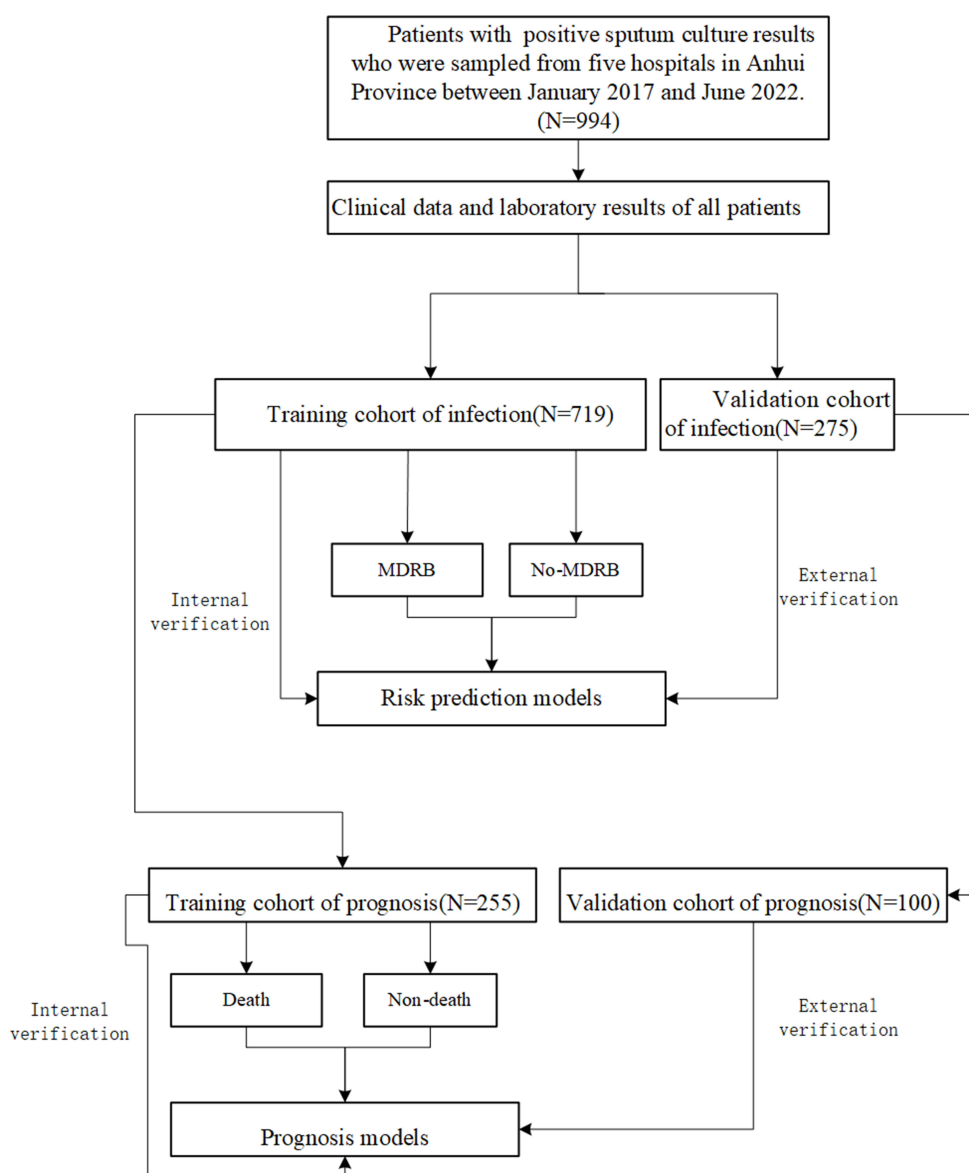 Patients with positive sputum culture results
who were sampled from five hospitals in Anhui
Province between January 2017 and June 2022.
(N=994)
Clinical data and laboratory results of all patients
Training cohort of infection(N=719)
Validation cohort
of infection(N=275)
MDRB
No-MDRB
Internal
verification
External
verification
Risk prediction models
Training cohort of prognosis(N=255)
Validation cohort of prognosis(N=100)
Death
Non-death
Internal
verification
External
verification
Prognosis models